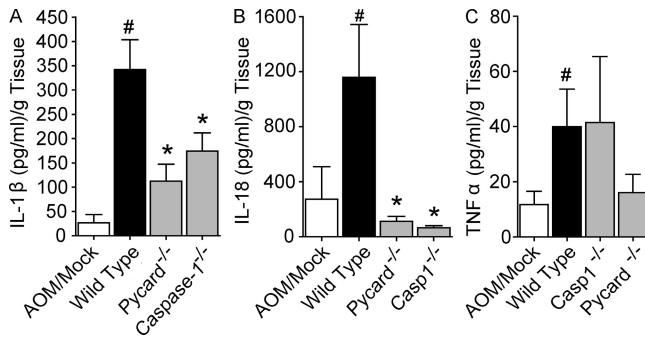 A
IL-1β (pg/ml)/g Tissue
450
400
350
300
250
200
150
100
50
0
#
*
*
AOM/Mock
Wild Type
Pycard -/-
Caspase-1-/-
B
IL-18 (pg/ml)/g Tissue
1600
1200
800
400
0
#
*
*
AOM/Mock
Wild Type
Pycard -/-
Casp1 -/-
C
TNFα (pg/ml)/g Tissue
80
60
40
20
0
#
AOM/Mock
Wild Type
Casp1 -/-
Pycard -/-